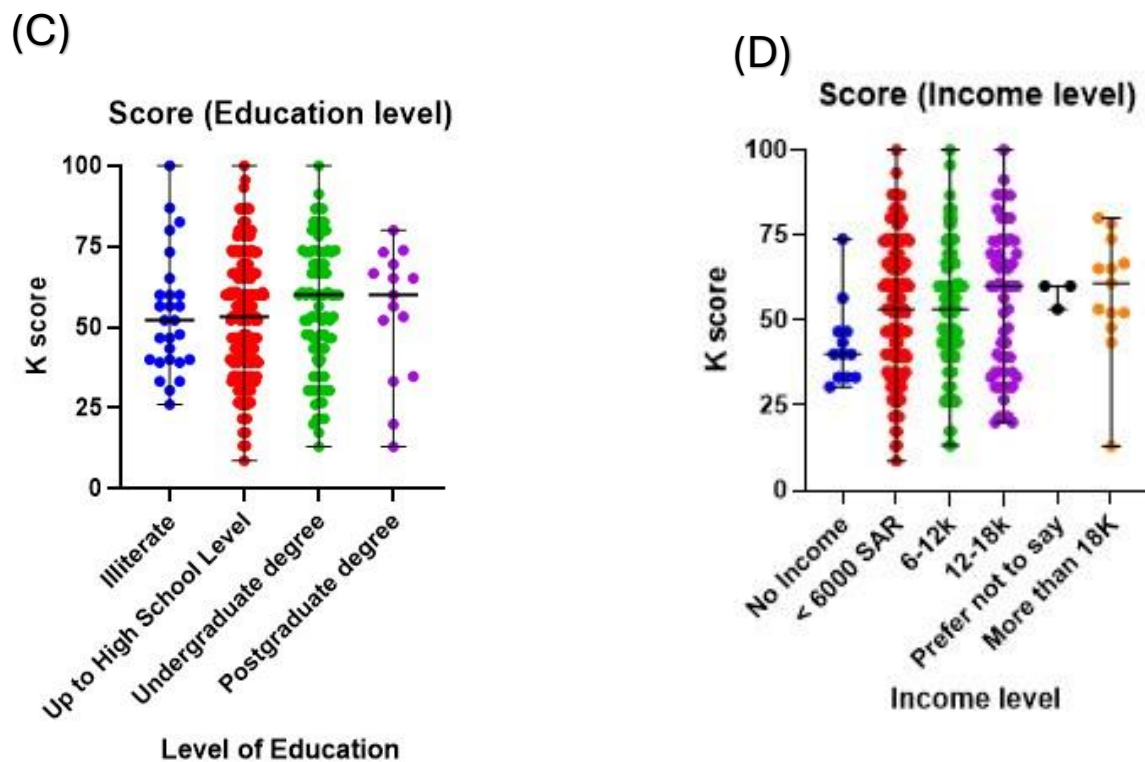 (C)
Score (Education level)
100
75
50
25
0
K score
Illiterate
Up to High School Level
Undergraduate degree
Postgraduate degree
Level of Education
(D)
Score (Income level)
100
75
50
25
0
K score
No Income
< 6000 SAR
6-12k
12-18k
Prefer not to say
More than 18K
Income level